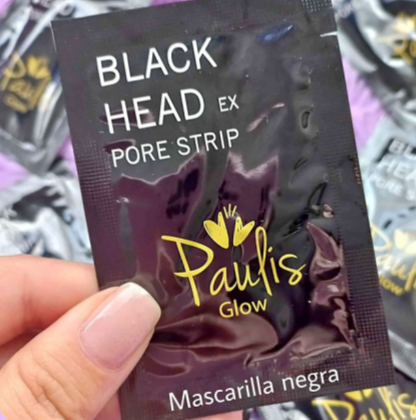 BLACK
HEAD EX
PORE STRIP
Paulis
Glow
Mascarilla negra